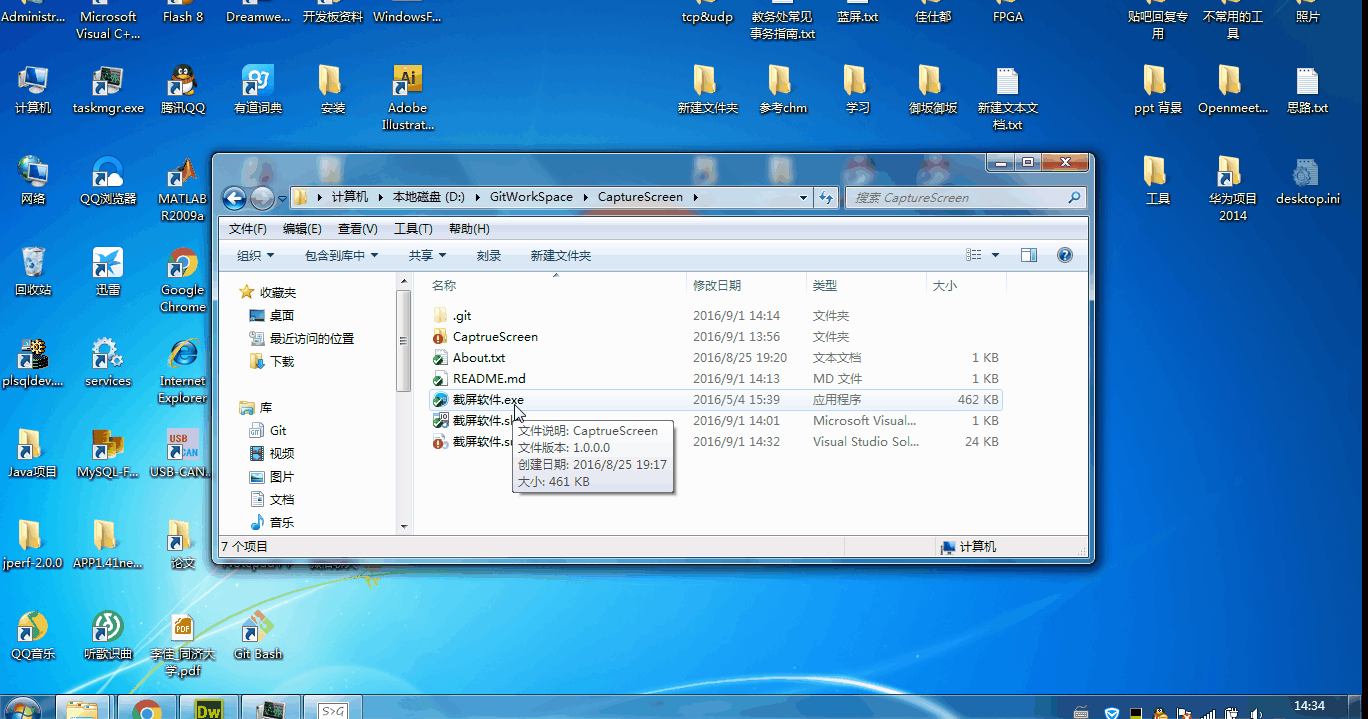 Administr...
Microsoft
Visual C+...
Flash 8
Dreamwe...
开发板资料
WindowsF...
tcp&udp
教务处常见
事务指南.txt
蓝屏.txt
佳仕都
FPGA
贴吧回复专
用
不常用的工
具
照片
计算机
taskmgr.exe
腾讯QQ
有道词典
安装
Adobe
Illustrat...
新建文件夹
参考chm
学习
御坂御坂
新建文本文
档.txt
ppt 背景
Openmeet...
思路.txt
网络
QQ浏览器
MATLAB
R2009a
工具
华为项目
2014
desktop.ini
回收站
迅雷
Google
Chrome
plsqldev....
services
Internet
Explorer
Java项目
MySQL-F...
USB-CAN...
jperf-2.0.0
APP1.41ne...
论文
QQ音乐
听歌识曲
李佳_同济大
学.pdf
Git Bash
计算机
本地磁盘 (D:)
GitWorkSpace
CaptureScreen
搜索 CaptureScreen
文件(F)
编辑(E)
查看(V)
工具(T)
帮助(H)
组织
包含到库中
共享
刻录
新建文件夹
收藏夹
桌面
最近访问的位置
下载
库
Git
视频
图片
文档
音乐
名称
修改日期
类型
大小
.git 2016/9/1 14:14 文件夹
CaptrueScreen 2016/9/1 13:56 文件夹
About.txt 2016/8/25 19:20 文本文档 1 KB
README.md 2016/9/1 14:13 MD 文件 1 KB
截屏软件.exe 2016/5/4 15:39 应用程序 462 KB
截屏软件.sl 2016/9/1 14:01 Microsoft Visual... 1 KB
截屏软件.su 2016/9/1 14:32 Visual Studio Sol... 24 KB
文件说明: CaptrueScreen
文件版本: 1.0.0.0
创建日期: 2016/8/25 19:17
大小: 461 KB
7 个项目
计算机
Dw
S>G
14:34